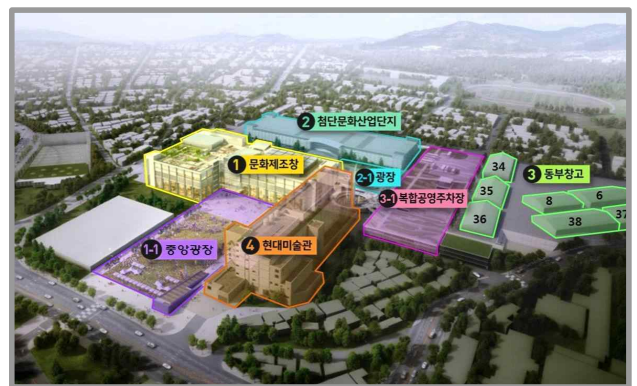 2 첨단문화산업단지
1 문화제조창
2-1 광장
3 동부창고
34
35
36
8
6
38
37
3-1 복합공영주차장
1-1 중앙광장
4 현대미술관